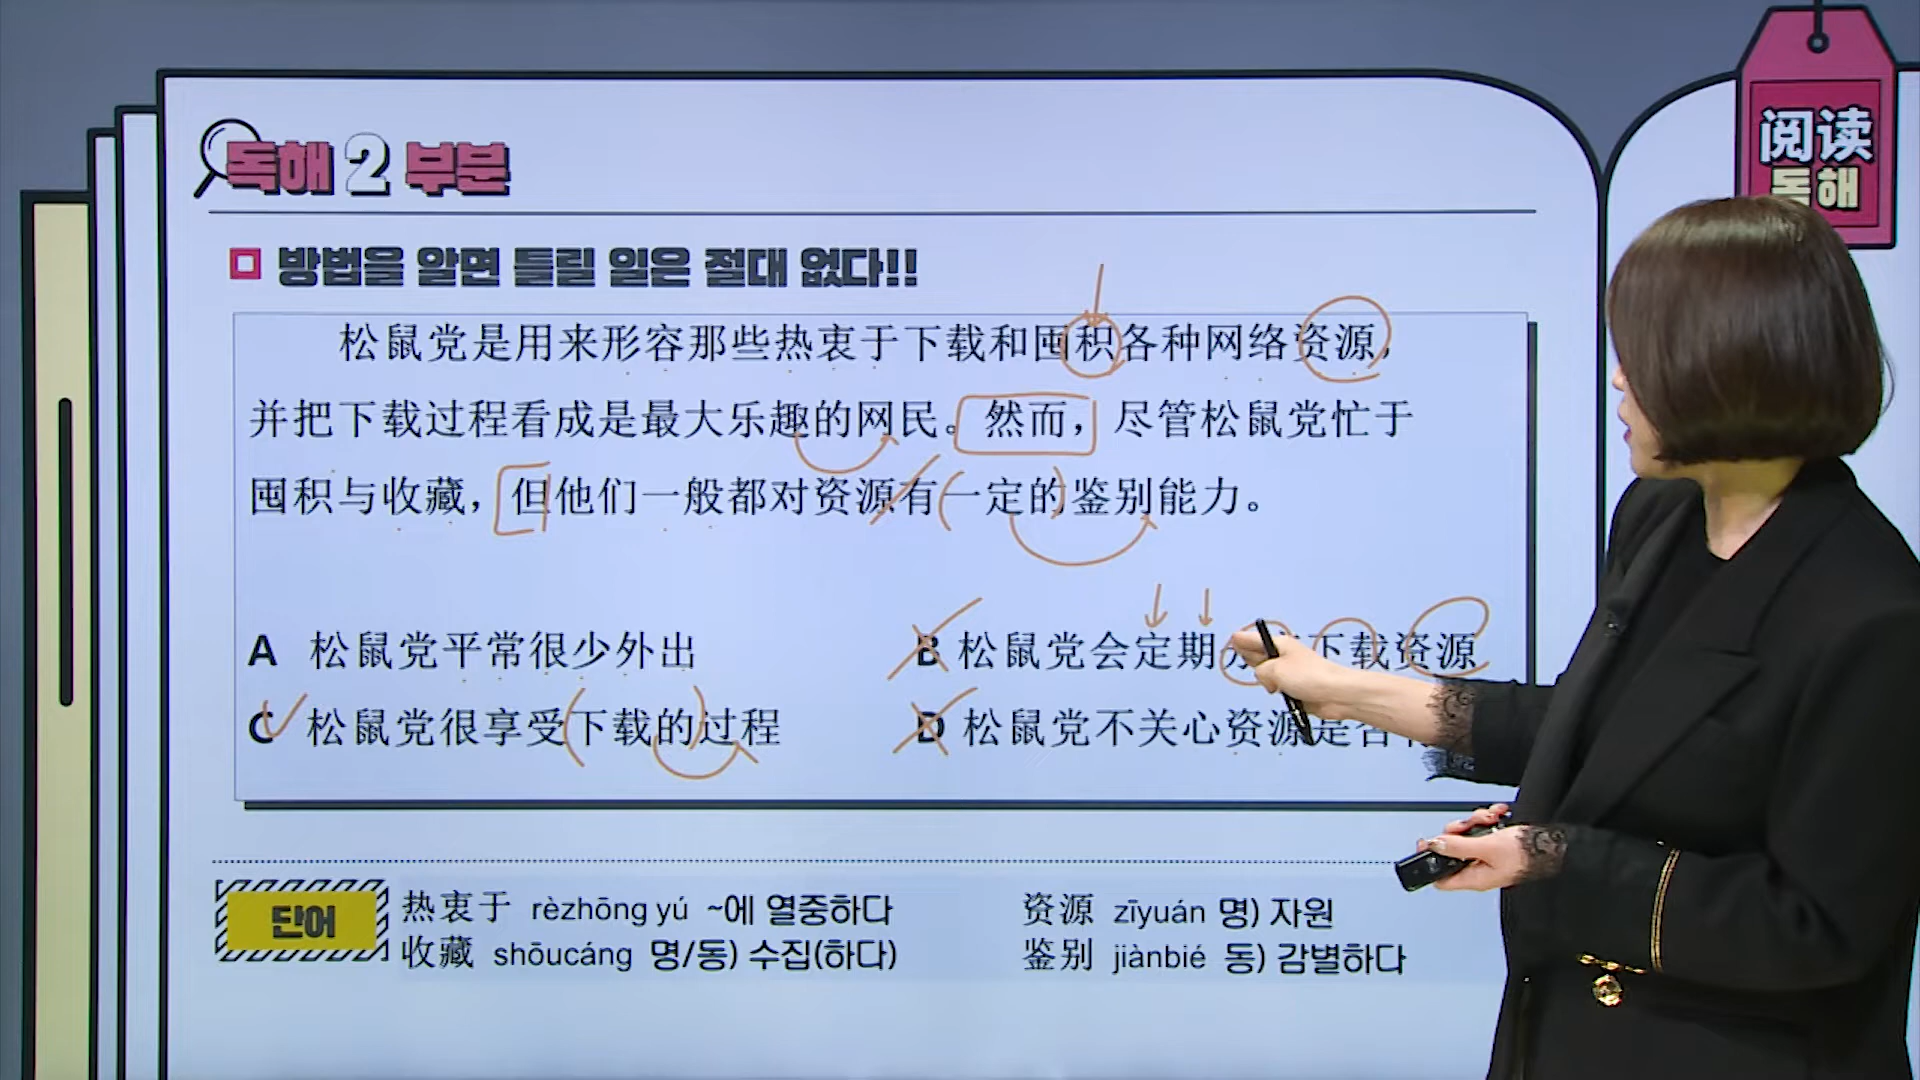 阅读
독해
독해 2 부분
방법을 알면 틀릴 일은 절대 없다!!
松鼠党是用来形容那些热衷于下载和囤积各种网络资源,
并把下载过程看成是最大乐趣的网民。然而，尽管松鼠党忙于
囤积与收藏，但他们一般都对资源有一定的鉴别能力。
A 松鼠党平常很少外出
B 松鼠党会定期 下载资源
C 松鼠党很享受下载的过程
D 松鼠党不关心资源是否
단어
热衷于 rèzhōng yú ~에 열중하다
资源 zīyuán 명) 자원
收藏 shōucáng 명/동) 수집(하다)
鉴别 jiànbié 동) 감별하다